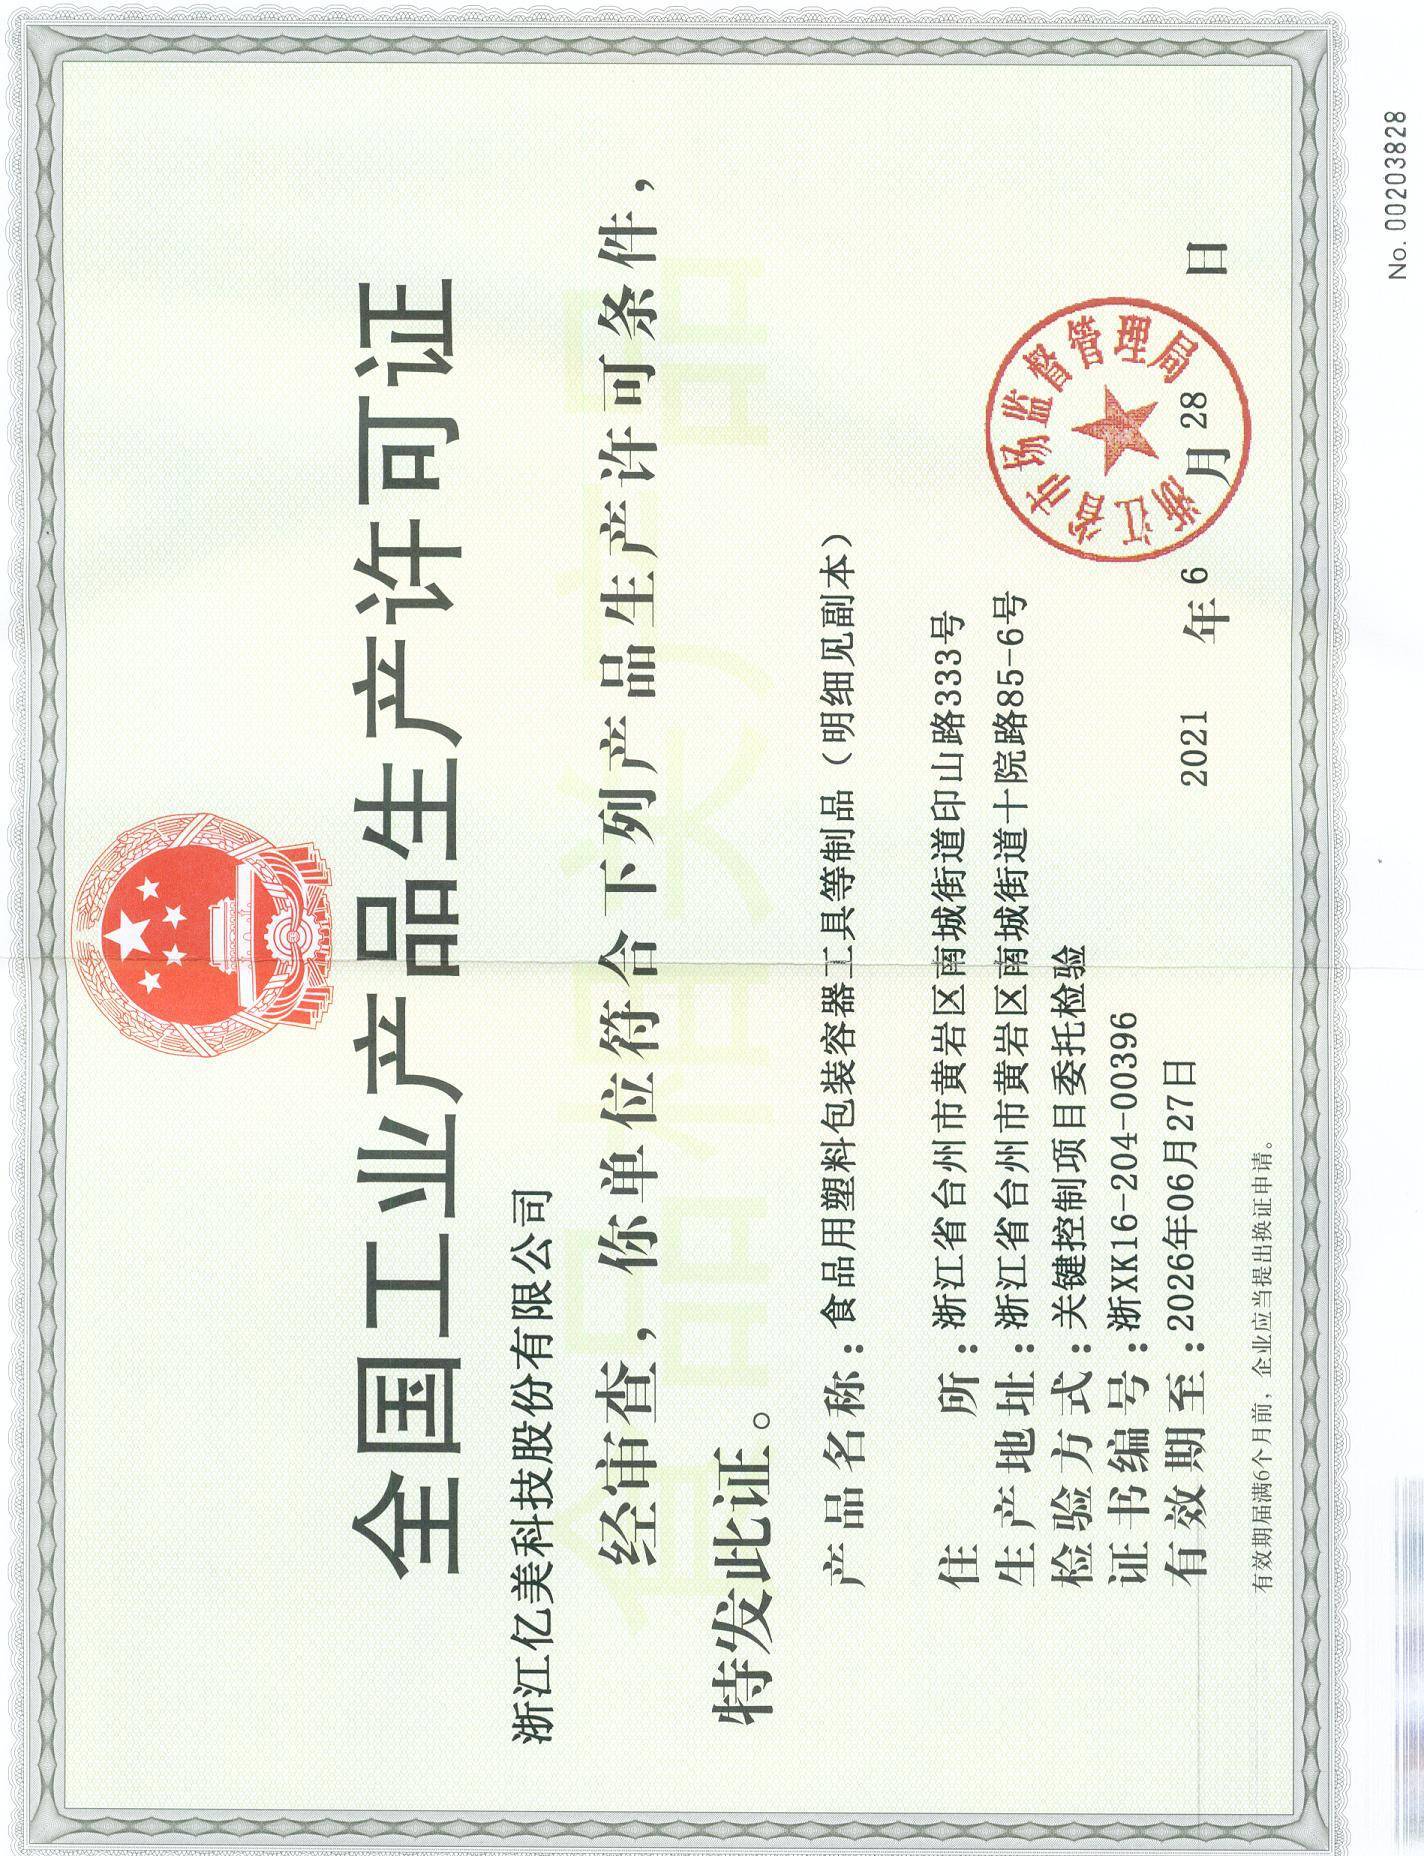 全国工业产品生产许可证
浙江亿美科技股份有限公司
经审查，你单位符合下列产品生产许可条件，
特发此证。
产品名称：食品用塑料包装容器工具等制品（明细见副本）
住 所：浙江省台州市黄岩区南城街道印山路333号
生产地址：浙江省台州市黄岩区南城街道十院路85-6号
检验方式：关键控制项目委托检验
证书编号：浙XK16-204-00396
有效期至：2026年06月27日
浙江省市场监督管理局
2021 年 6 月 28 日
有效期届满6个月前，企业应当提出换证申请。
No. 00203828